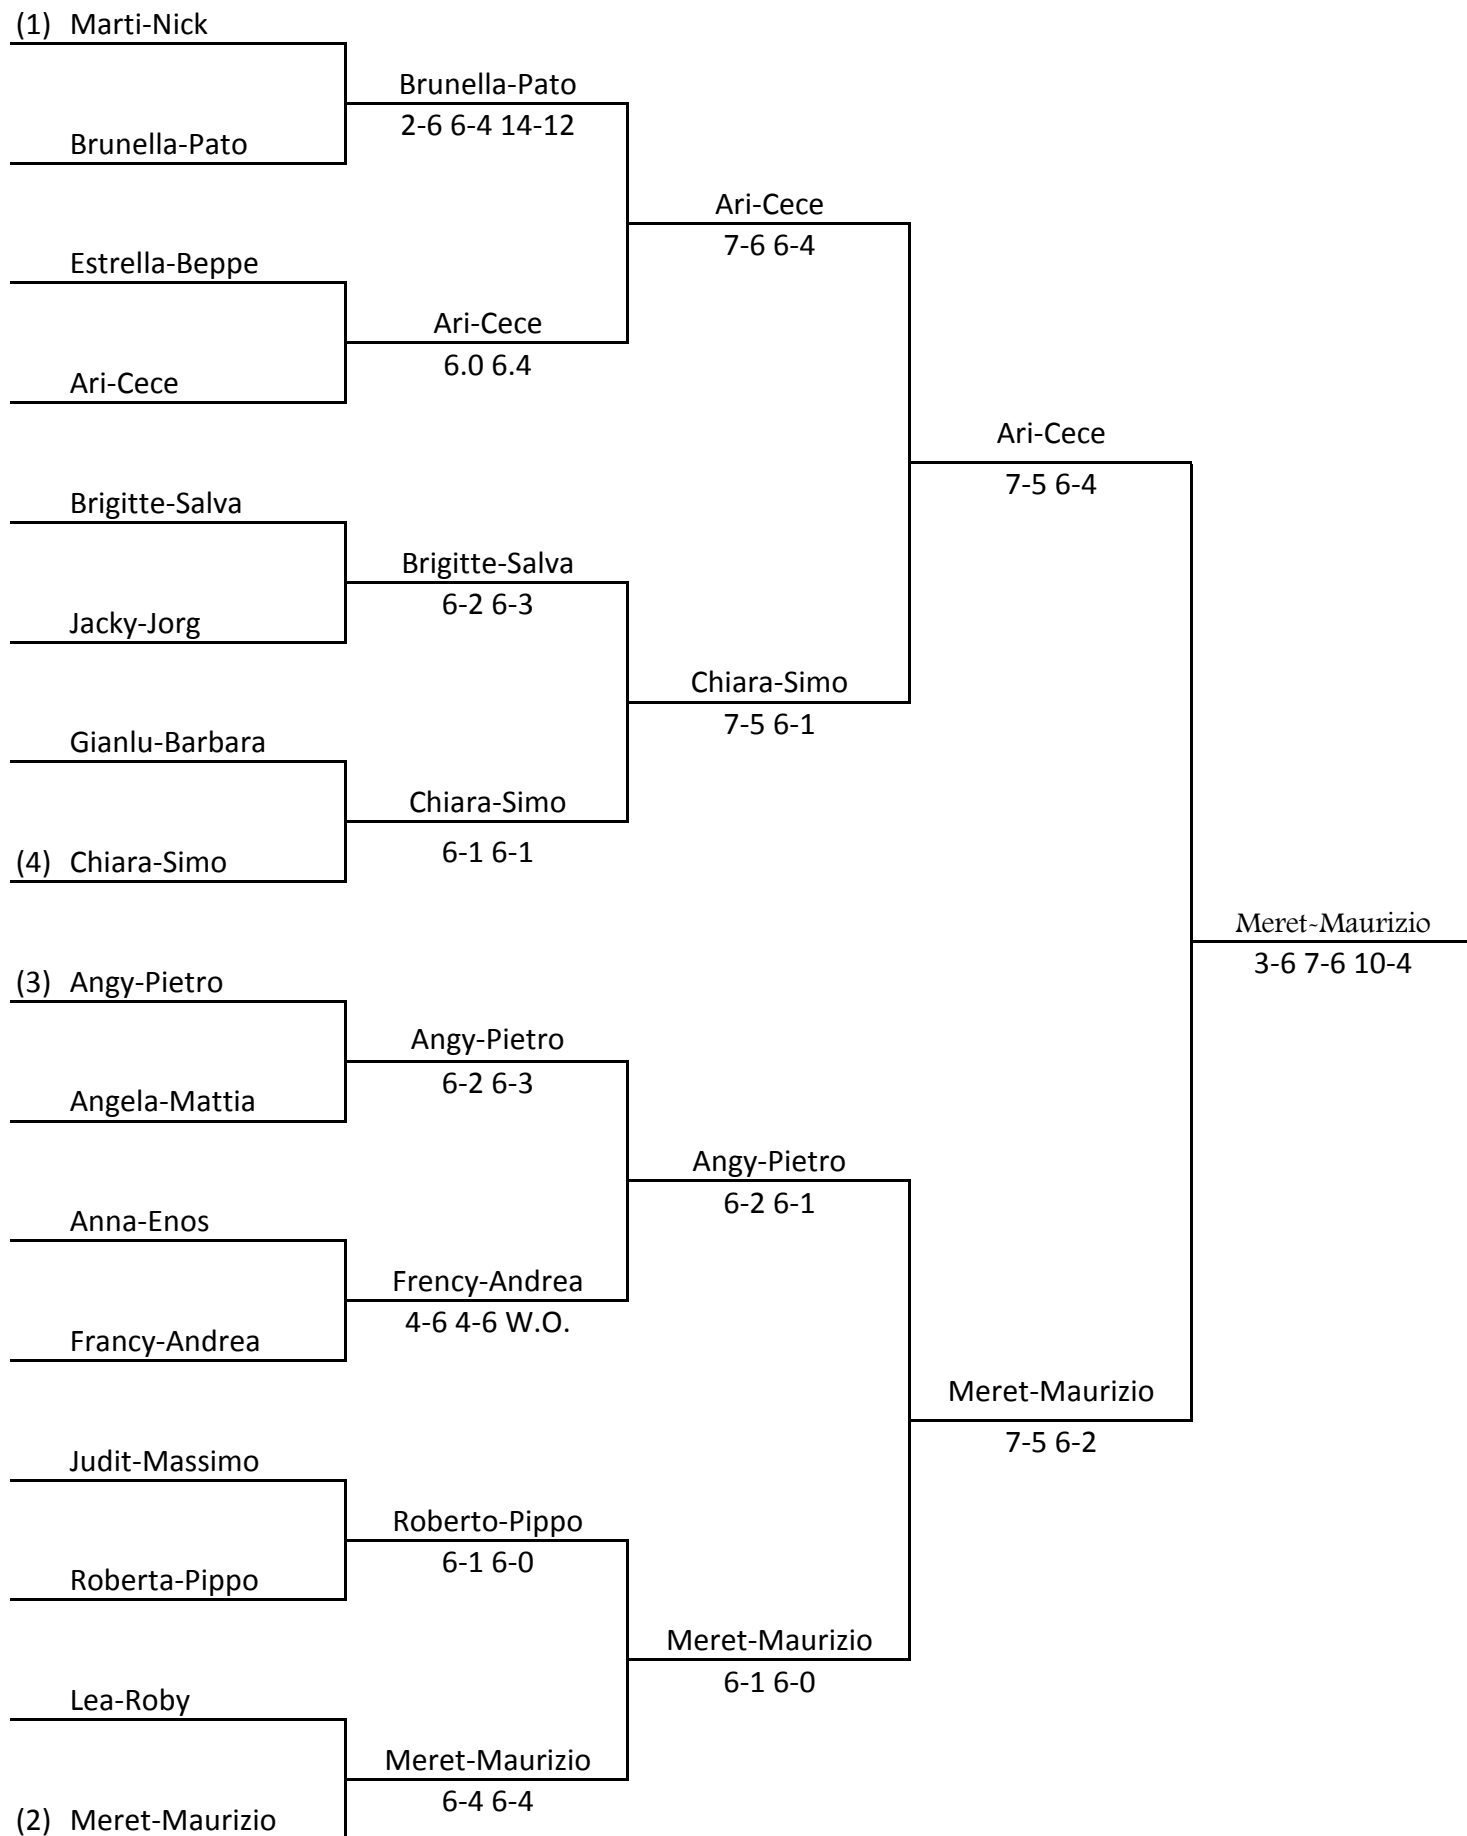 (1) Marti-Nick
Brunella-Pato
2-6 6-4 14-12
Brunella-Pato
Ari-Cece
7-6 6-4
Estrella-Beppe
Ari-Cece
6.0 6.4
Ari-Cece
Ari-Cece
7-5 6-4
Brigitte-Salva
Brigitte-Salva
6-2 6-3
Jacky-Jorg
Chiara-Simo
7-5 6-1
Gianlu-Barbara
Chiara-Simo
6-1 6-1
(4) Chiara-Simo
Meret-Maurizio
3-6 7-6 10-4
(3) Angy-Pietro
Angy-Pietro
6-2 6-3
Angela-Mattia
Angy-Pietro
6-2 6-1
Anna-Enos
Frency-Andrea
4-6 4-6 W.O.
Francy-Andrea
Meret-Maurizio
7-5 6-2
Judit-Massimo
Roberto-Pippo
6-1 6-0
Roberta-Pippo
Meret-Maurizio
6-1 6-0
Lea-Roby
Meret-Maurizio
6-4 6-4
(2) Meret-Maurizio